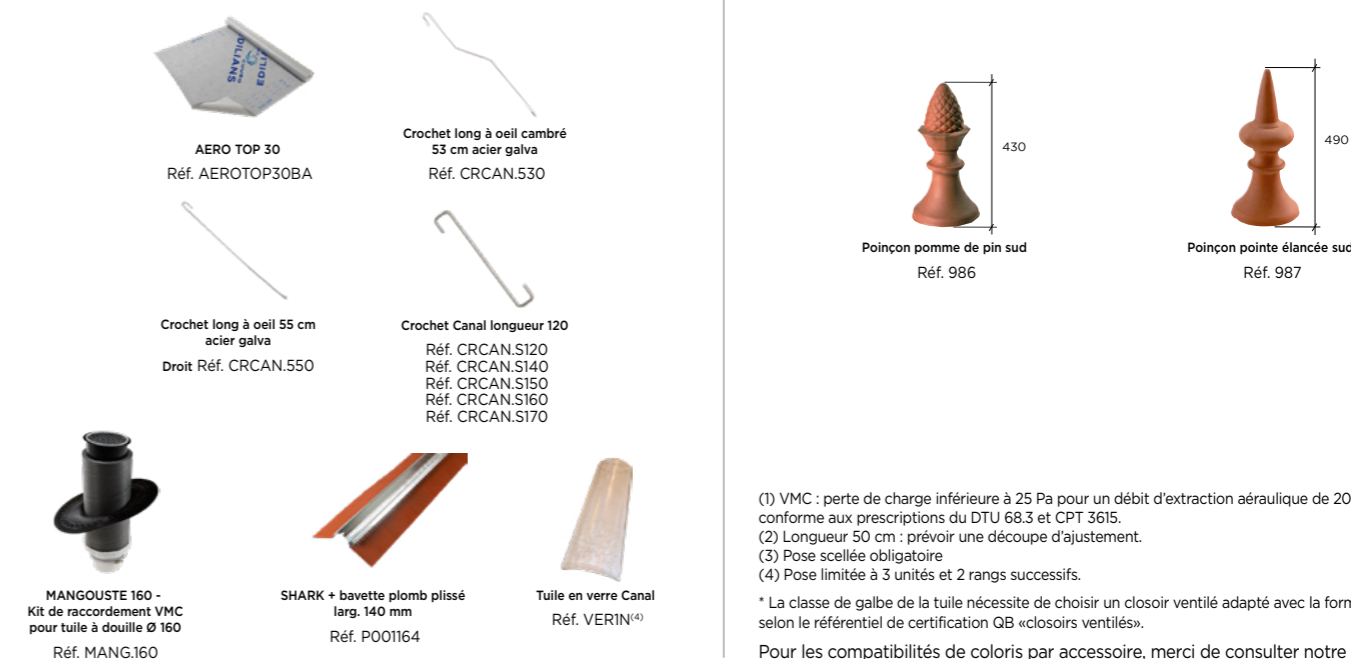 EDILIANS
EDILI
AERO TOP 30
Réf. AEROTOP30BA
Crochet long à oeil cambré
53 cm acier galva
Réf. CRCAN.530
Crochet long à oeil 55 cm
acier galva
Droit Réf. CRCAN.550
Crochet Canal longueur 120
Réf. CRCAN.S120
Réf. CRCAN.S140
Réf. CRCAN.S150
Réf. CRCAN.S160
Réf. CRCAN.S170
MANGOUSTE 160 -
Kit de raccordement VMC
pour tuile à douille Ø 160
Réf. MANG.160
SHARK + bavette plomb plissé
larg. 140 mm
Réf. P001164
Tuile en verre Canal
Réf. VER1N(4)
430
Poinçon pomme de pin sud
Réf. 986
490
Poinçon pointe élancée sud
Réf. 987
(1) VMC : perte de charge inférieure à 25 Pa pour un débit d'extraction aéraulique de 20
conforme aux prescriptions du DTU 68.3 et CPT 3615.
(2) Longueur 50 cm : prévoir une découpe d'ajustement.
(3) Pose scellée obligatoire
(4) Pose limitée à 3 unités et 2 rangs successifs.
* La classe de galbe de la tuile nécessite de choisir un closoir ventilé adapté avec la form
selon le référentiel de certification QB «closoirs ventilés».
Pour les compatibilités de coloris par accessoire, merci de consulter notre